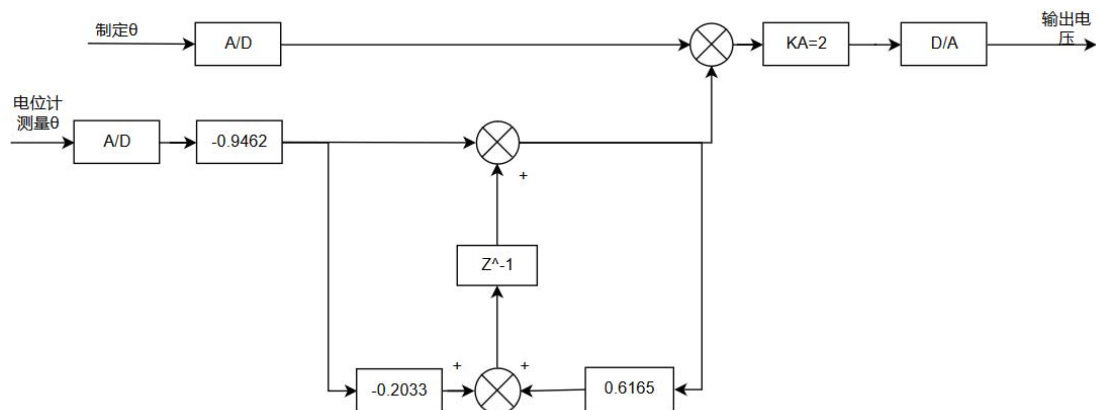 制定θ
A/D
KA=2
D/A
输出电
压
电位计
测量θ
A/D
-0.9462
+
Z^-1
+
+
-0.2033
0.6165